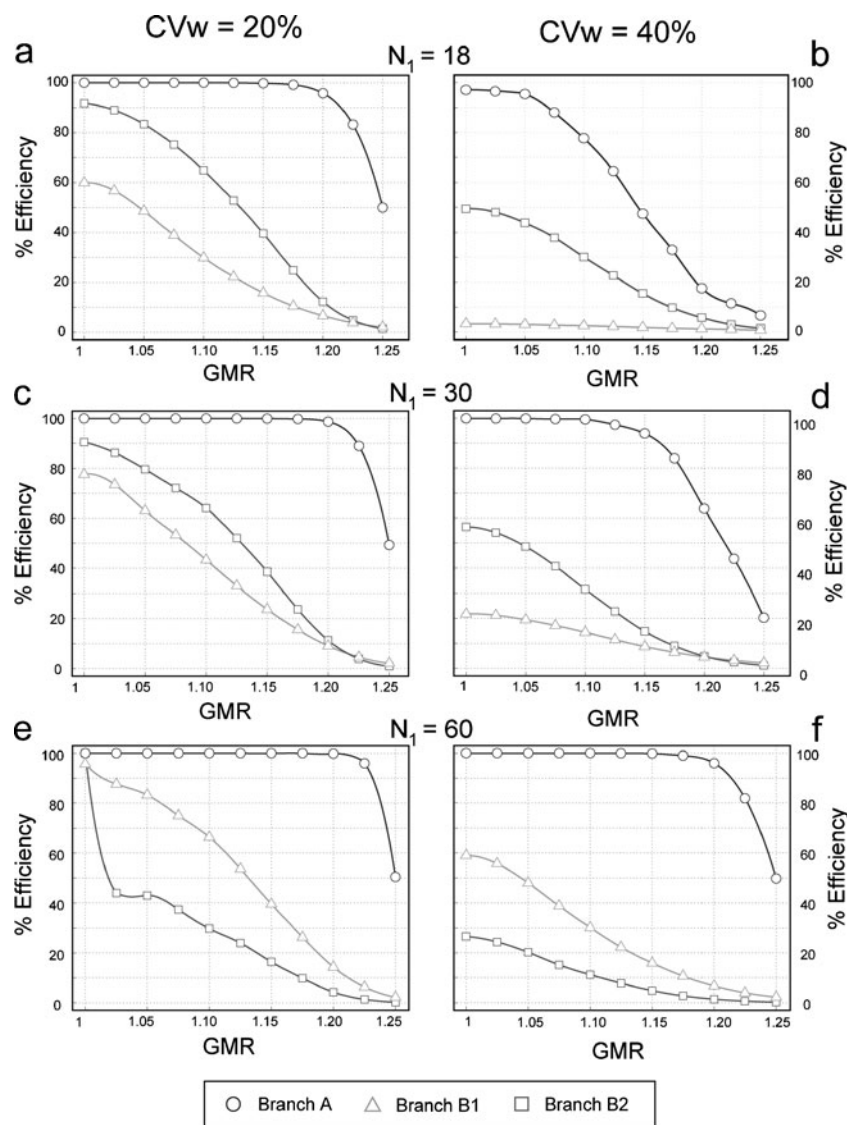 CVw = 20%
CVw = 40%
a
N1 = 18
b
% Efficiency
100
80
60
40
20
0
1
1.05
1.10
1.15
1.20
1.25
GMR
100
80
60
40
20
0
% Efficiency
1
1.05
1.10
1.15
1.20
1.25
GMR
c
N1 = 30
d
% Efficiency
100
80
60
40
20
0
1
1.05
1.10
1.15
1.20
1.25
GMR
100
80
60
40
20
0
% Efficiency
1
1.05
1.10
1.15
1.20
1.25
GMR
e
N1 = 60
f
% Efficiency
100
80
60
40
20
0
1
1.05
1.10
1.15
1.20
1.25
GMR
100
80
60
40
20
0
% Efficiency
1
1.05
1.10
1.15
1.20
1.25
GMR
Branch A
Branch B1
Branch B2